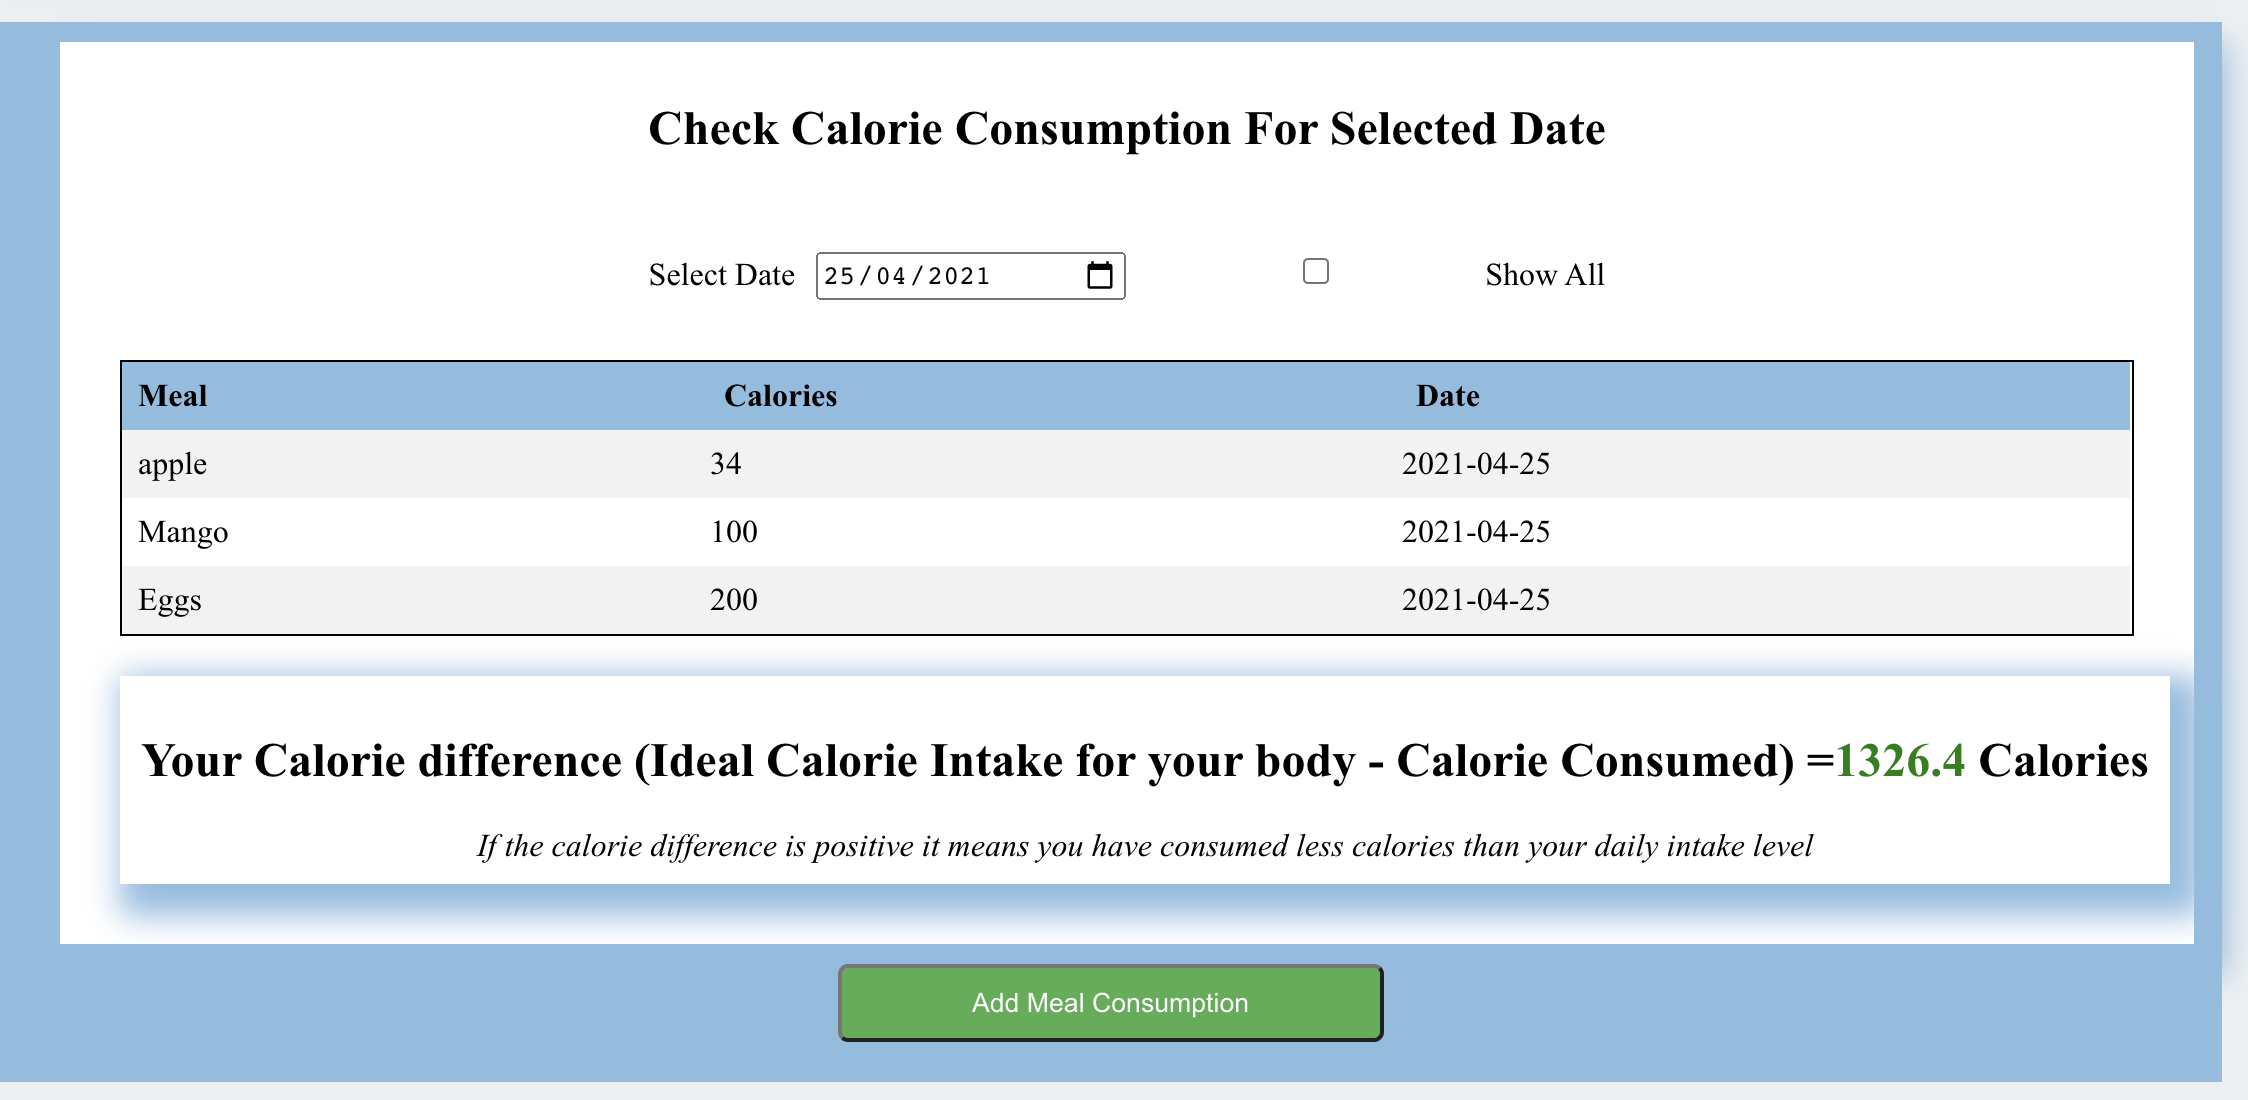 Check Calorie Consumption For Selected Date
Select Date 25/04/2021 Show All
Meal Calories Date
apple 34 2021-04-25
Mango 100 2021-04-25
Eggs 200 2021-04-25
Your Calorie difference (Ideal Calorie Intake for your body - Calorie Consumed) =1326.4 Calories
If the calorie difference is positive it means you have consumed less calories than your daily intake level
Add Meal Consumption